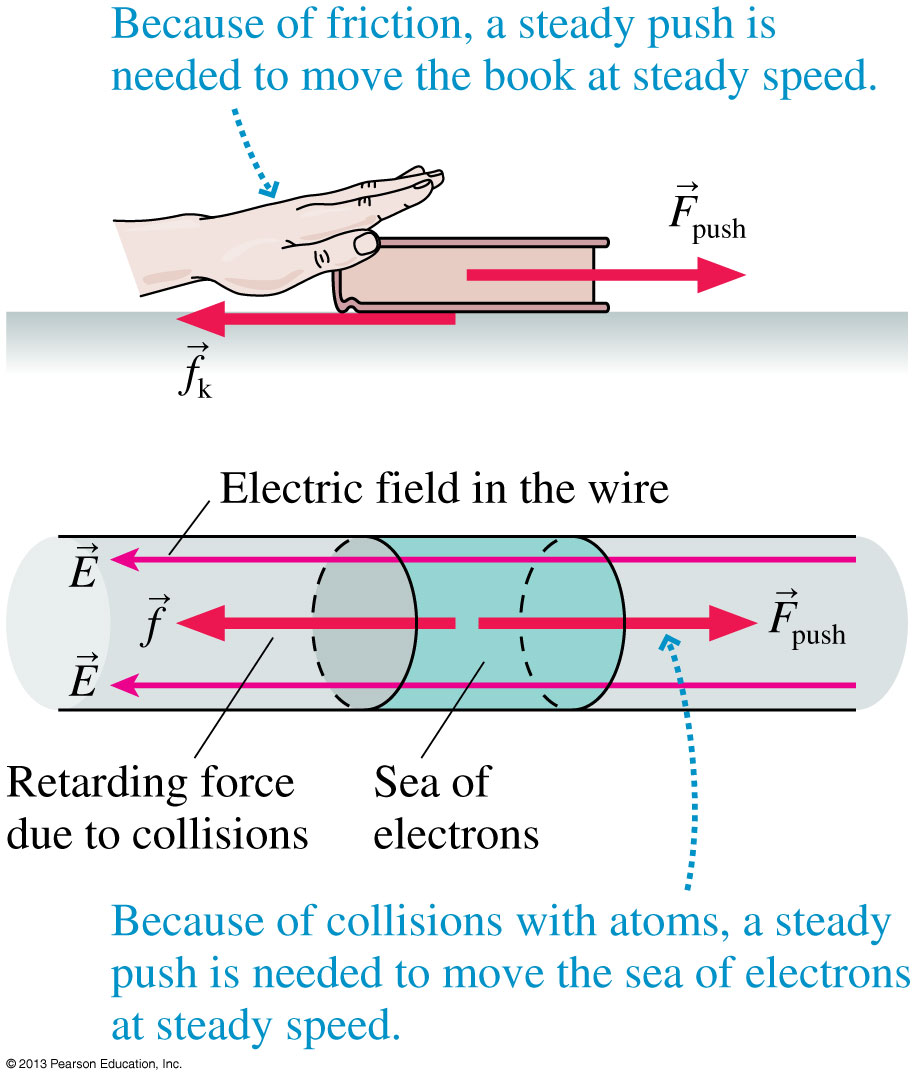 Because of friction, a steady push is
needed to move the book at steady speed.
F⃗push
f⃗k
Electric field in the wire
E⃗
f⃗
F⃗push
E⃗
Retarding force
due to collisions
Sea of
electrons
Because of collisions with atoms, a steady
push is needed to move the sea of electrons
at steady speed.
© 2013 Pearson Education, Inc.